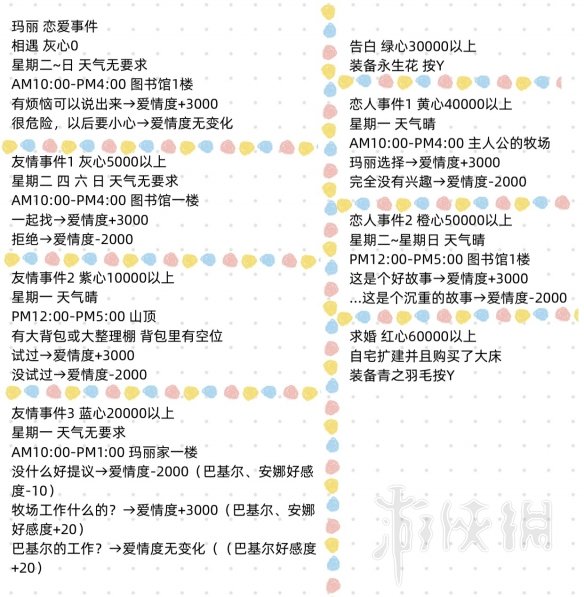 玛丽 恋爱事件
相遇 灰心0
星期二~日 天气无要求
AM10:00-PM4:00 图书馆1楼
有烦恼可以说出来→爱情度+3000
很危险，以后要小心→爱情度无变化
友情事件1 灰心5000以上
星期二 四 六 日 天气无要求
AM10:00-PM4:00 图书馆一楼
一起找→爱情度+3000
拒绝→爱情度-2000
友情事件2 紫心10000以上
星期一 天气晴
PM12:00-PM5:00 山顶
有大背包或大整理棚 背包里有空位
试过→爱情度+3000
没试过→爱情度-2000
友情事件3 蓝心20000以上
星期一 天气无要求
AM10:00-PM1:00 玛丽家一楼
没什么好提议→爱情度-2000（巴基尔、安娜好感
度-10）
牧场工作什么的？→爱情度+3000（巴基尔、安娜
好感度+20）
巴基尔的工作？→爱情度无变化（（巴基尔好感度
+20）
告白 绿心30000以上
装备永生花 按Y
恋人事件1 黄心40000以上
星期一 天气晴
AM10:00-PM4:00 主人公的牧场
玛丽选择→爱情度+3000
完全没有兴趣→爱情度-2000
恋人事件2 橙心50000以上
星期二~星期日 天气晴
PM12:00-PM5:00 图书馆1楼
这是个好故事→爱情度+3000
...这是个沉重的故事→爱情度-2000
求婚 红心60000以上
自宅扩建并且购买了大床
装备青之羽毛按Y
游侠网